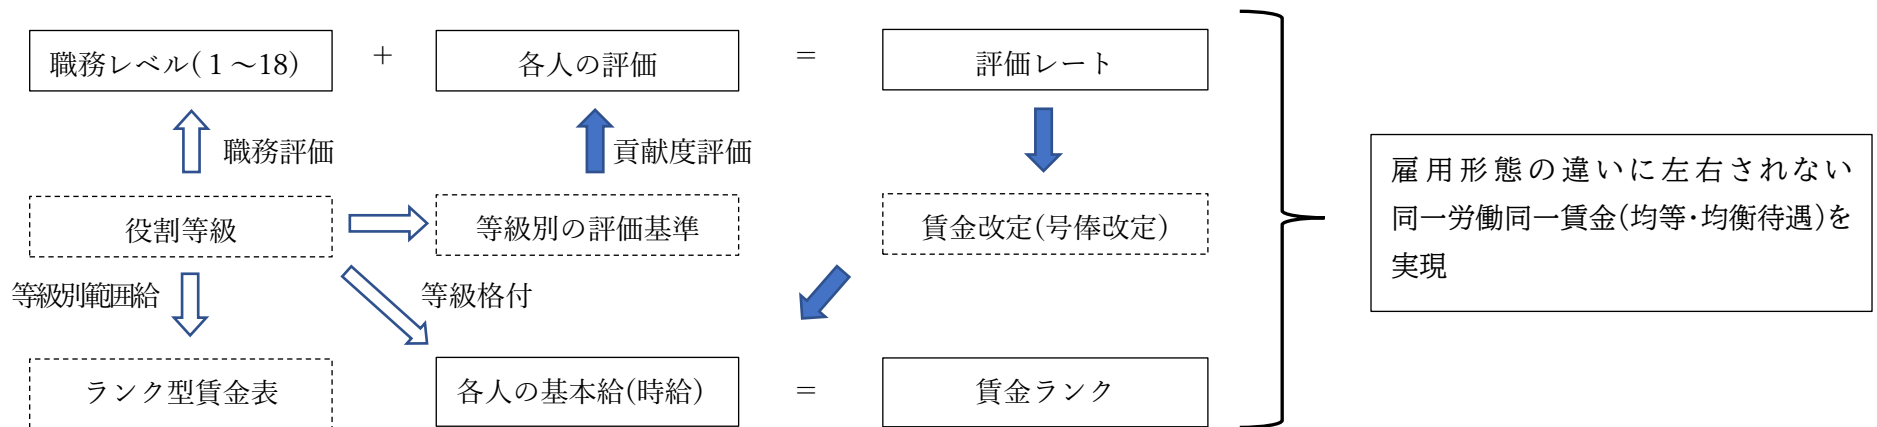 職務レベル(１～18)
+
各人の評価
=
評価レート
職務評価
貢献度評価
雇用形態の違いに左右されない
同一労働同一賃金(均等・均衡待遇)を
実現
役割等級
等級別の評価基準
賃金改定(号俸改定)
等級別範囲給
等級格付
ランク型賃金表
各人の基本給(時給)
=
賃金ランク